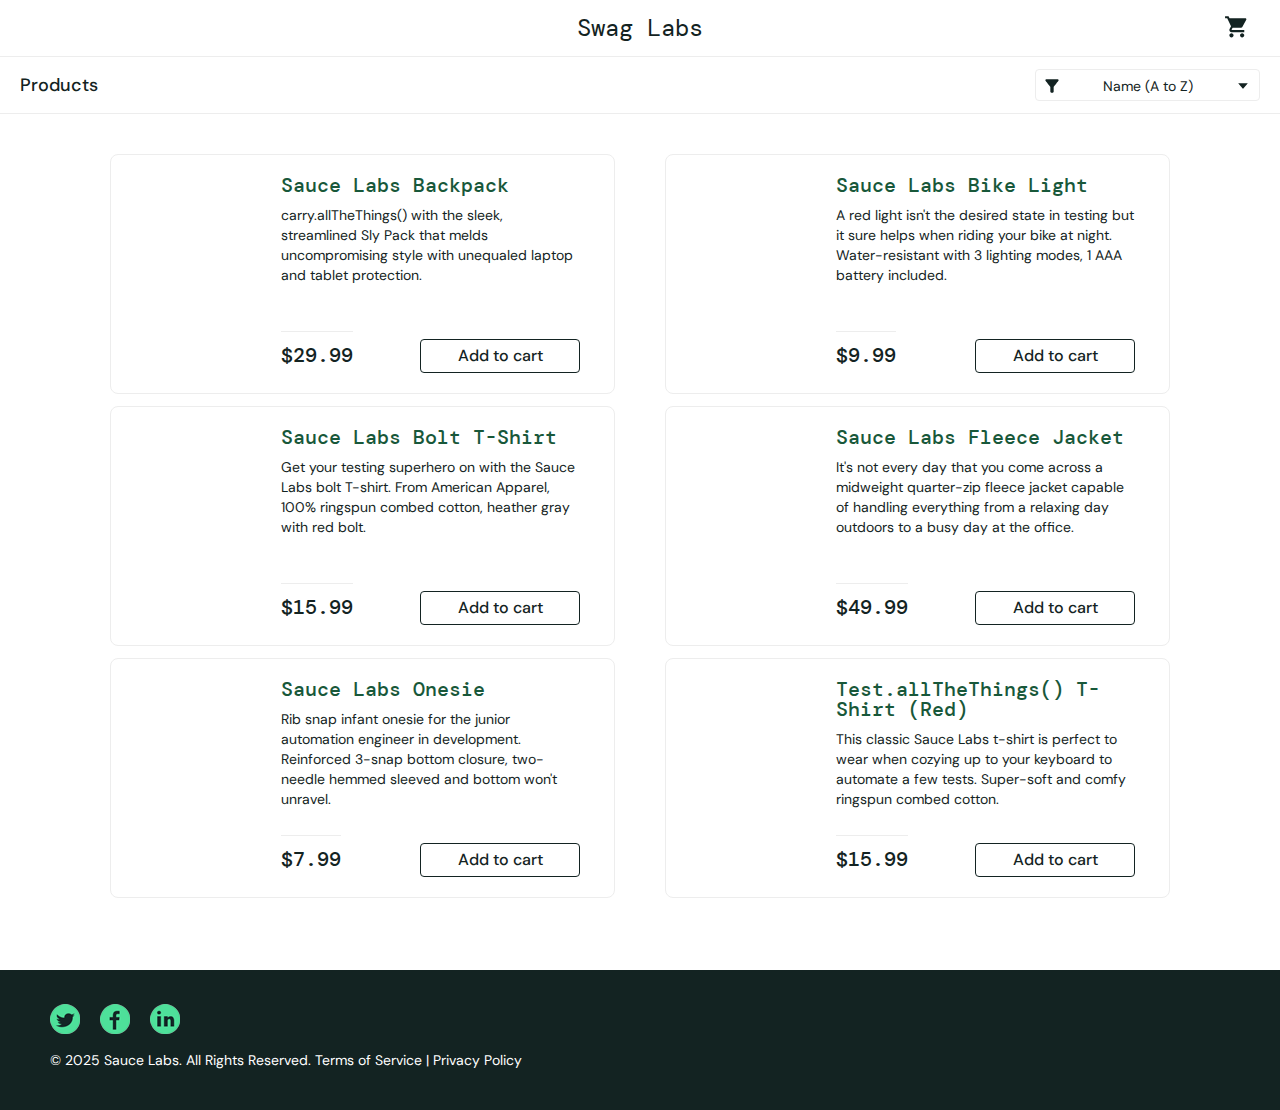 Swag Labs
Products
Name (A to Z)
Sauce Labs Backpack
carry.allTheThings() with the sleek,
streamlined Sly Pack that melds
uncompromising style with unequaled laptop
and tablet protection.
$29.99
Add to cart
Sauce Labs Bike Light
A red light isn't the desired state in testing but
it sure helps when riding your bike at night.
Water-resistant with 3 lighting modes, 1 AAA
battery included.
$9.99
Add to cart
Sauce Labs Bolt T-Shirt
Get your testing superhero on with the Sauce
Labs bolt T-shirt. From American Apparel,
100% ringspun combed cotton, heather gray
with red bolt.
$15.99
Add to cart
Sauce Labs Fleece Jacket
It's not every day that you come across a
midweight quarter-zip fleece jacket capable
of handling everything from a relaxing day
outdoors to a busy day at the office.
$49.99
Add to cart
Sauce Labs Onesie
Rib snap infant onesie for the junior
automation engineer in development.
Reinforced 3-snap bottom closure, two-
needle hemmed sleeved and bottom won't
unravel.
$7.99
Add to cart
Test.allTheThings() T-
Shirt (Red)
This classic Sauce Labs t-shirt is perfect to
wear when cozying up to your keyboard to
automate a few tests. Super-soft and comfy
ringspun combed cotton.
$15.99
Add to cart
© 2025 Sauce Labs. All Rights Reserved. Terms of Service | Privacy Policy